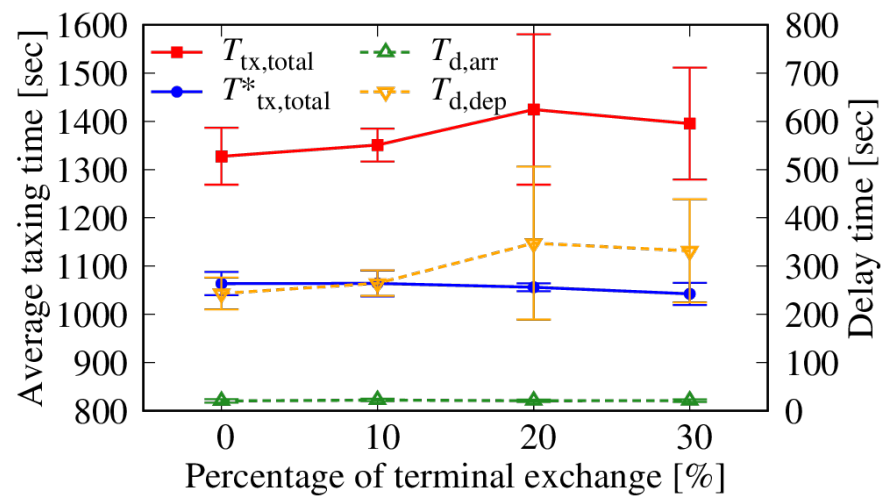 1600
1500
1400
1300
1200
1100
1000
900
800
Average taxing time [sec]
T_tx,total
T*_tx,total
T_d,arr
T_d,dep
800
700
600
500
400
300
200
100
0
Delay time [sec]
0 10 20 30
Percentage of terminal exchange [%]